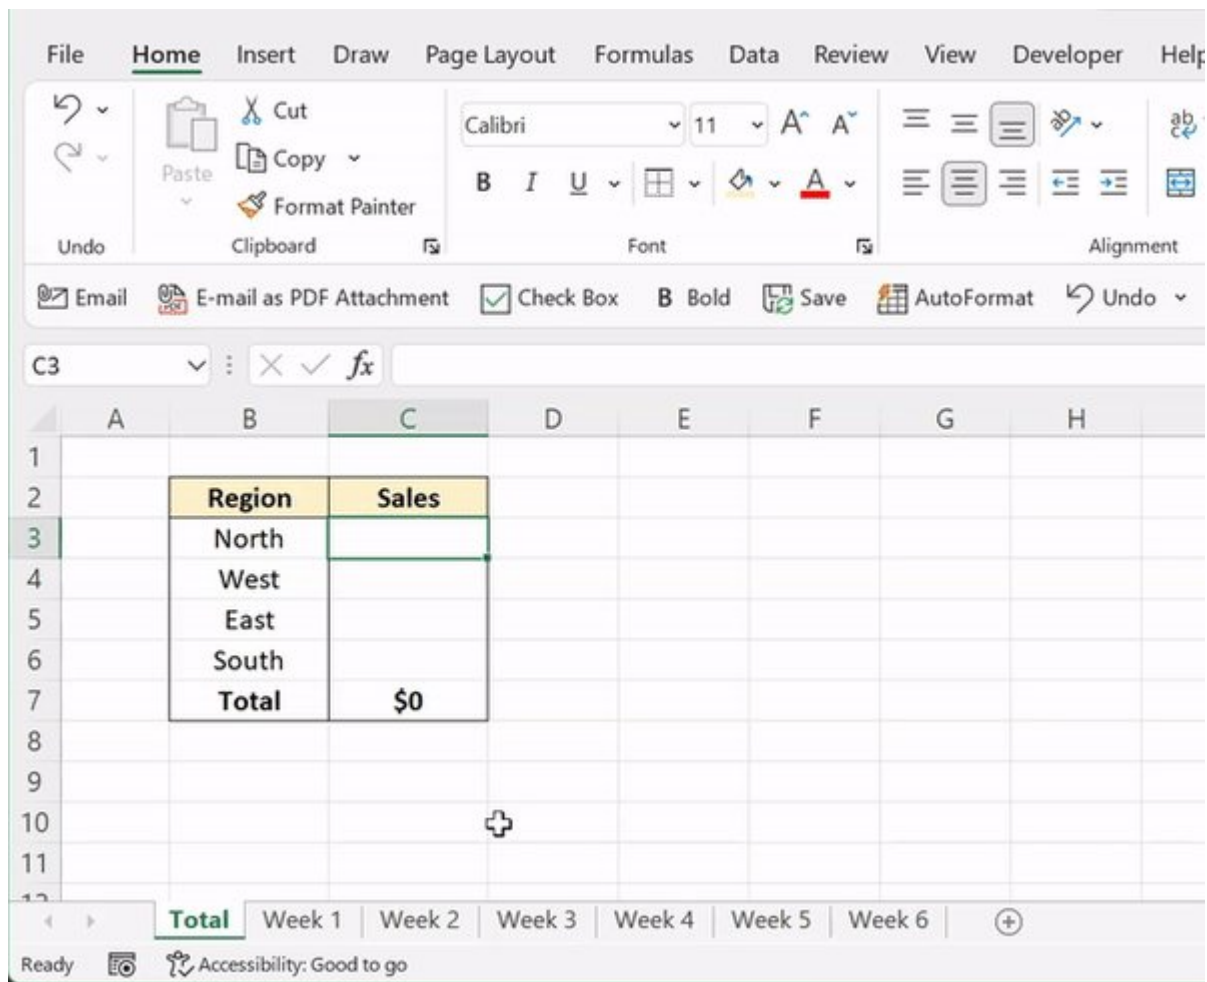 File Home Insert Draw Page Layout Formulas Data Review View Developer Help
Cut
Calibri 11 A A ab
Paste Copy ab c
B I U A
Format Painter
Undo Clipboard Font Alignment
Email E-mail as PDF Attachment Check Box B Bold Save AutoFormat Undo
C3 fx
A B C D E F G H
1
2 Region Sales
3 North
4 West
5 East
6 South
7 Total $0
8
9
10
11
Total Week 1 Week 2 Week 3 Week 4 Week 5 Week 6
Ready Accessibility: Good to go